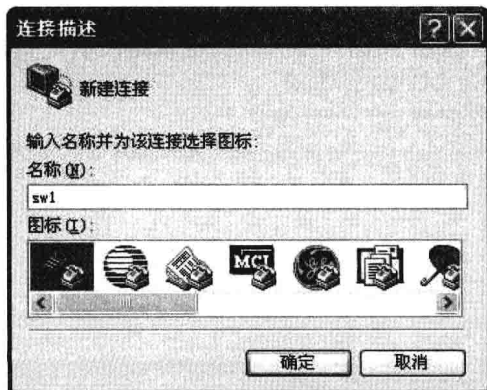 连接描述
新建连接
输入名称并为该连接选择图标:
名称(N):
sw1
图标(I):
MCI
确定
取消